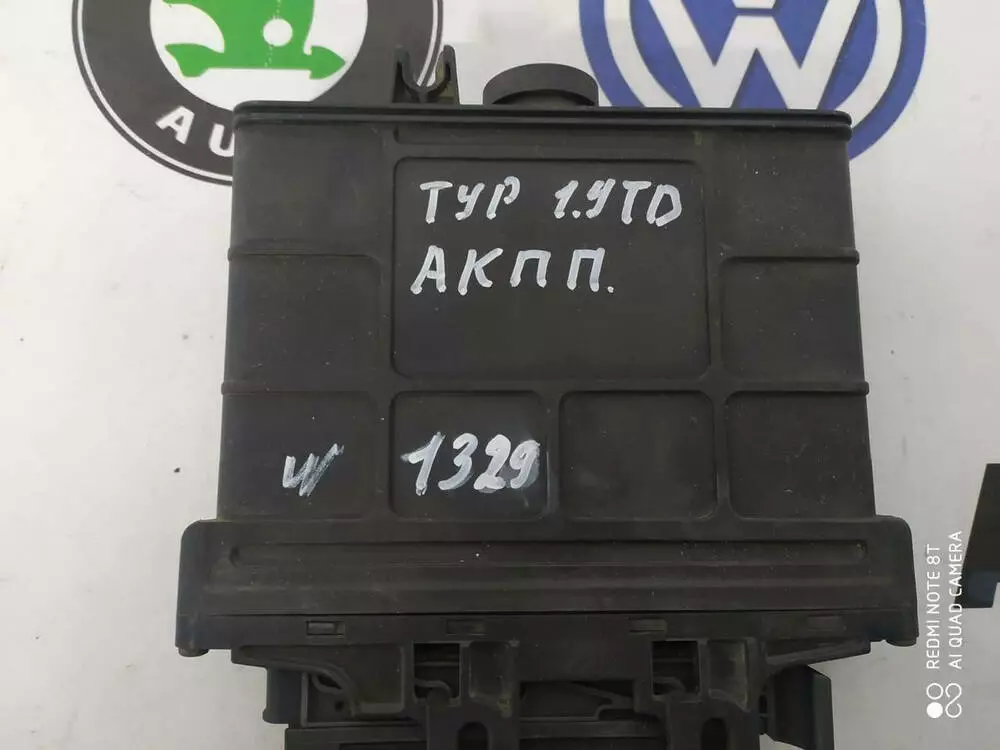 AU
W
ТУР 1.9TD
АКПП.
W 1329
REDMI NOTE 8T
AI QUAD CAMERA